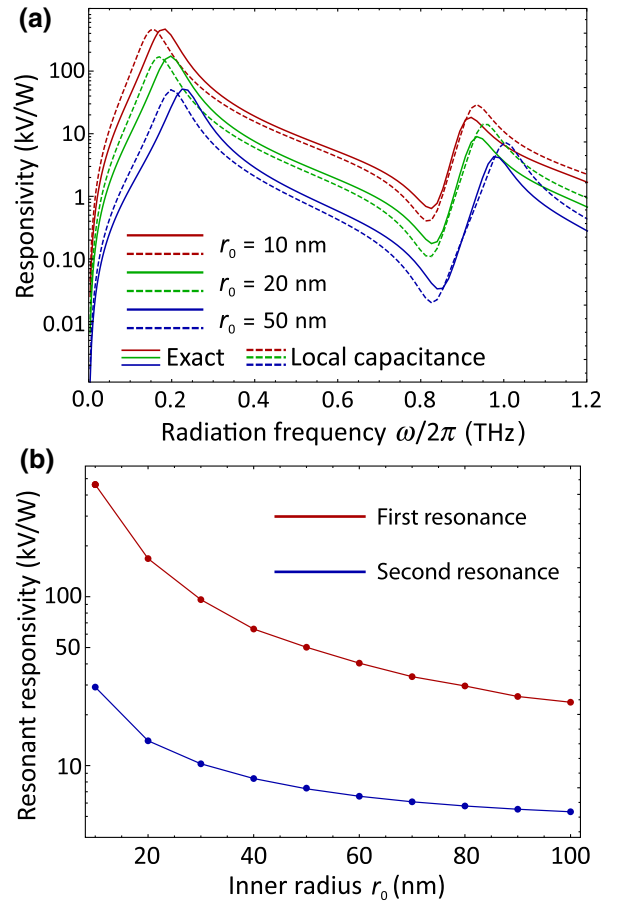 (a)
Responsivity (kV/W)
100
10
1
0.10
0.01
r₀ = 10 nm
r₀ = 20 nm
r₀ = 50 nm
Exact Local capacitance
0.0 0.2 0.4 0.6 0.8 1.0 1.2
Radiation frequency ω/2π (THz)
(b)
Resonant responsivity (kV/W)
First resonance
Second resonance
100
50
10
20 40 60 80 100
Inner radius r₀ (nm)